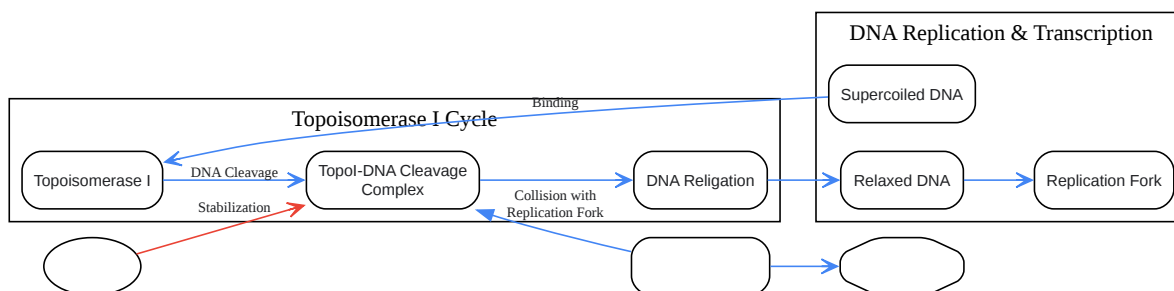 DNA Replication & Transcription
Supercoiled DNA
Binding
Topoisomerase I Cycle
Topoisomerase I
DNA Cleavage
TopoI-DNA Cleavage
Complex
DNA Religation
Relaxed DNA
Replication Fork
Stabilization
Collision with
Replication Fork